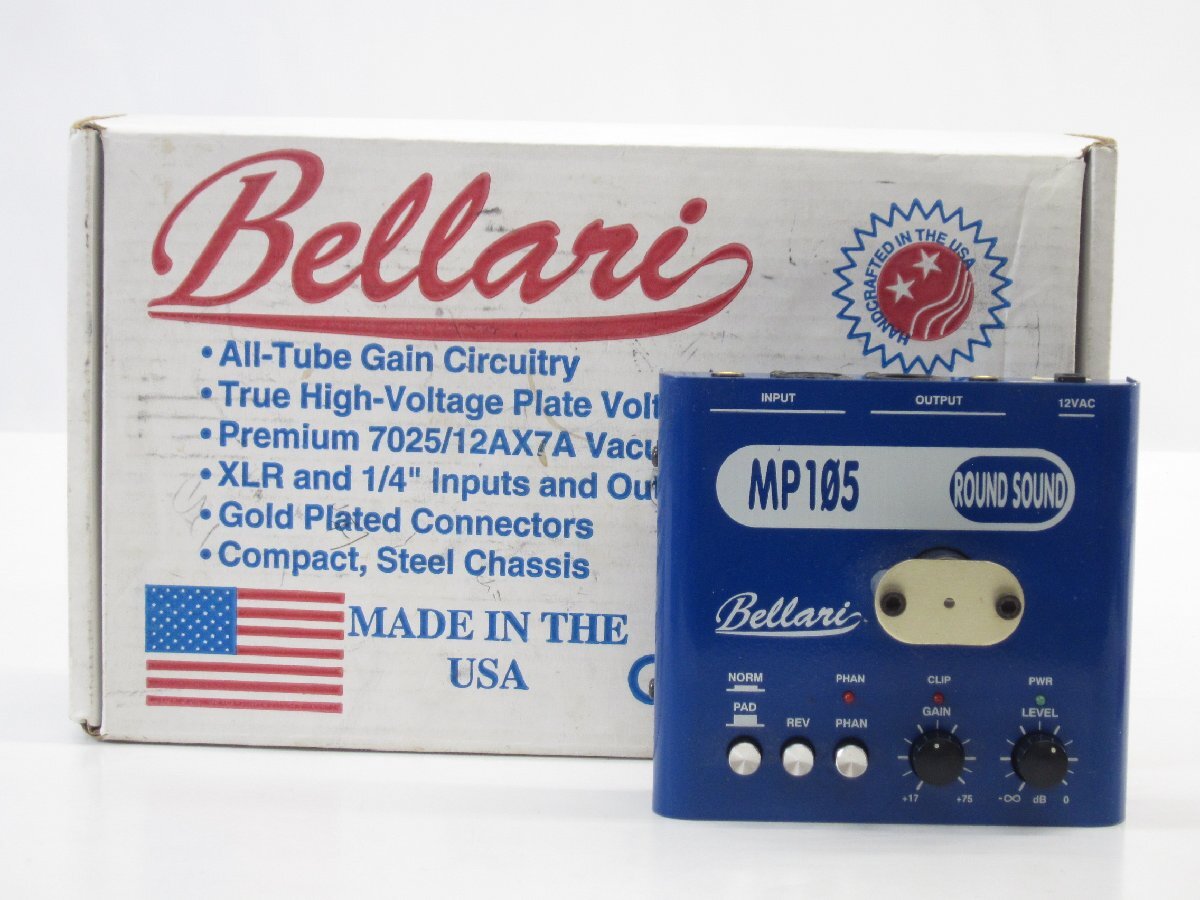 Bellari
HANDCRAFTED IN THE USA
• All-Tube Gain Circuitry
• True High-Voltage Plate Volt
• Premium 7025/12AX7A Vacu
• XLR and 1/4" Inputs and Ou
• Gold Plated Connectors
• Compact, Steel Chassis
MADE IN THE
USA
INPUT OUTPUT 12VAC
MP105 ROUND SOUND
Bellari
NORM PHAN CLIP PWR
PAD REV PHAN GAIN LEVEL
+17 +75 -∞ dB 0